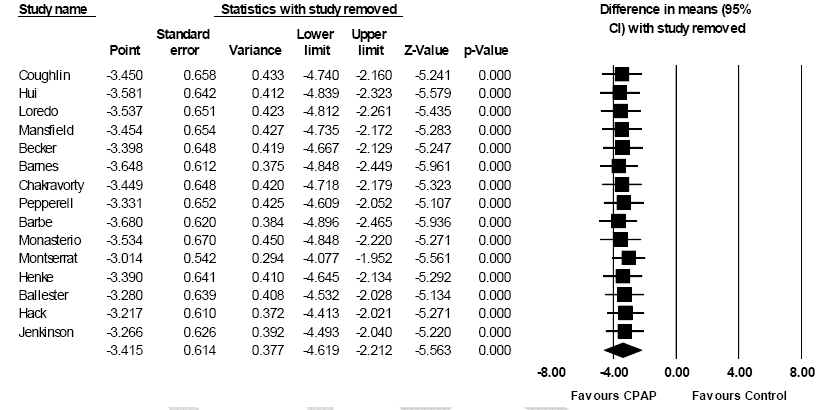 Study name Statistics with study removed Difference in means (95%
CI) with study removed
Standard Lower Upper
Point error Variance limit limit Z-Value p-Value
Coughlin -3.450 0.658 0.433 -4.740 -2.160 -5.241 0.000
Hui -3.581 0.642 0.412 -4.839 -2.323 -5.579 0.000
Loredo -3.537 0.651 0.423 -4.812 -2.261 -5.435 0.000
Mansfield -3.454 0.654 0.427 -4.735 -2.172 -5.283 0.000
Becker -3.398 0.648 0.419 -4.667 -2.129 -5.247 0.000
Barnes -3.648 0.612 0.375 -4.848 -2.449 -5.961 0.000
Chakravorty -3.449 0.648 0.420 -4.718 -2.179 -5.323 0.000
Pepperell -3.331 0.652 0.425 -4.609 -2.052 -5.107 0.000
Barbe -3.680 0.620 0.384 -4.896 -2.465 -5.936 0.000
Monasterio -3.534 0.670 0.450 -4.848 -2.220 -5.271 0.000
Montserrat -3.014 0.542 0.294 -4.077 -1.952 -5.561 0.000
Henke -3.390 0.641 0.410 -4.645 -2.134 -5.292 0.000
Ballester -3.280 0.639 0.408 -4.532 -2.028 -5.134 0.000
Hack -3.217 0.610 0.372 -4.413 -2.021 -5.271 0.000
Jenkinson -3.266 0.626 0.392 -4.493 -2.040 -5.220 0.000
-3.415 0.614 0.377 -4.619 -2.212 -5.563 0.000
-8.00 -4.00 0.00 4.00 8.00
Favours CPAP Favours Control